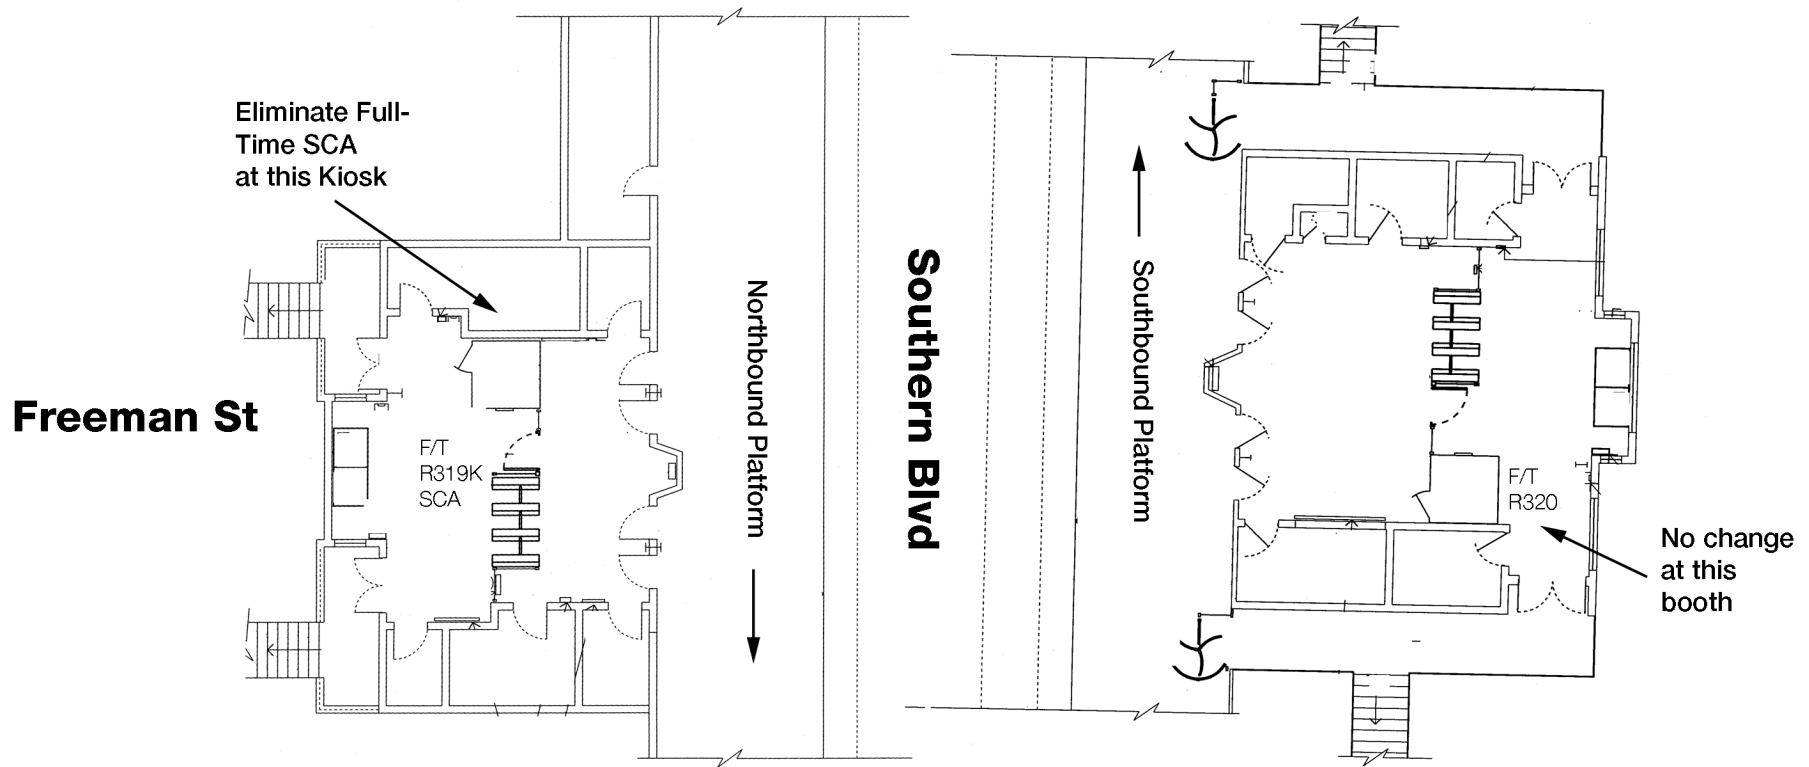 Eliminate Full-
Time SCA
at this Kiosk
Freeman St
F/T
R319K
SCA
Northbound Platform
Southern Blvd
Southbound Platform
F/T
R320
No change
at this
booth